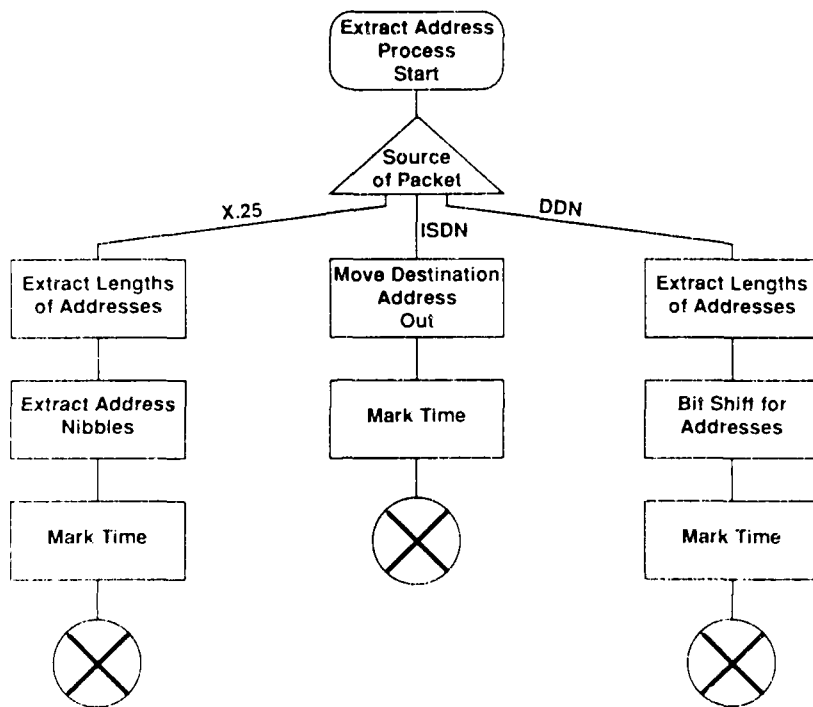 Extract Address
Process
Start
Source
of Packet
X.25
ISDN
DDN
Extract Lengths
of Addresses
Move Destination
Address
Out
Extract Lengths
of Addresses
Extract Address
Nibbles
Mark Time
Bit Shift for
Addresses
Mark Time
Mark Time